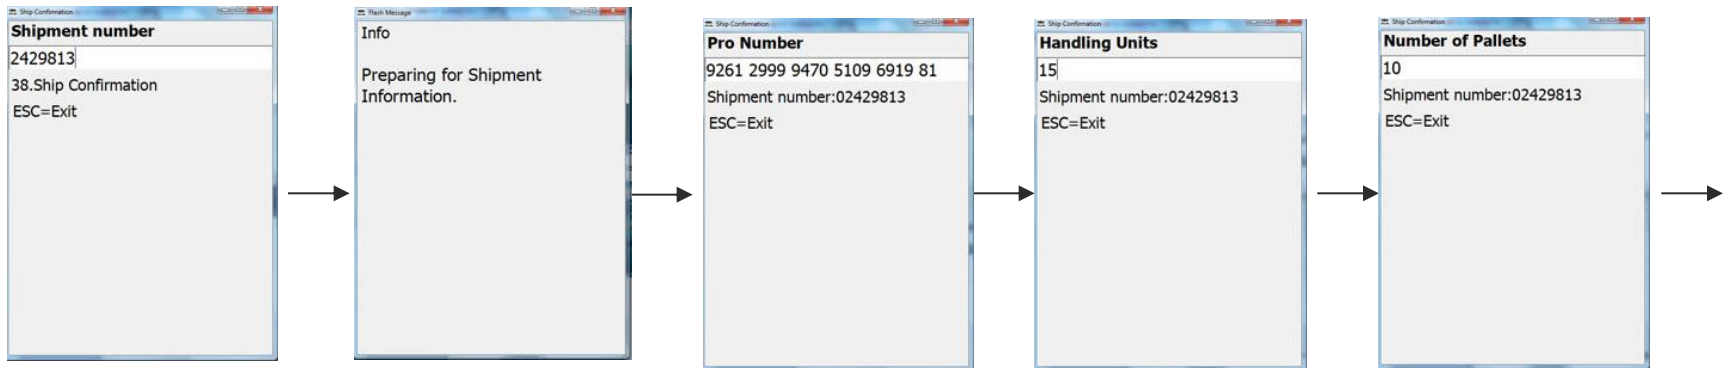 Ship Confirmation
Shipment number
2429813
38.Ship Confirmation
ESC=Exit
Flash Message
Info
Preparing for Shipment
Information.
Ship Confirmation
Pro Number
9261 2999 9470 5109 6919 81
Shipment number:02429813
ESC=Exit
Ship Confirmation
Handling Units
15
Shipment number:02429813
ESC=Exit
Ship Confirmation
Number of Pallets
10
Shipment number:02429813
ESC=Exit